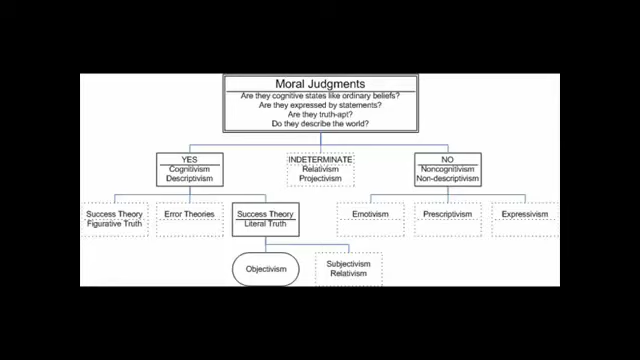 Moral Judgments
Are they cognitive states like ordinary beliefs?
Are they expressed by statements?
Are they truth-apt?
Do they describe the world?
YES
Cognitivism
Descriptivism
INDETERMINATE
Relativism
Projectivism
NO
Noncognitivism
Non-descriptivism
Success Theory
Figurative Truth
Error Theories
Success Theory
Literal Truth
Emotivism
Prescriptivism
Expressivism
Objectivism
Subjectivism
Relativism